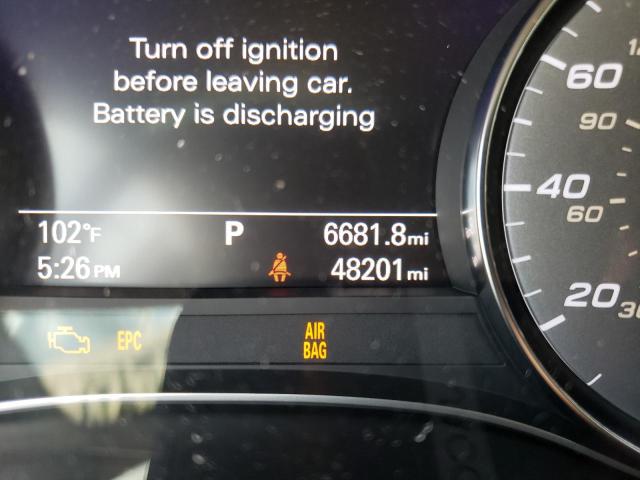 Turn off ignition
before leaving car.
Battery is discharging
102°F P 6681.8mi
5:26PM 48201mi
EPC
AIR
BAG
60
90
40
60
20